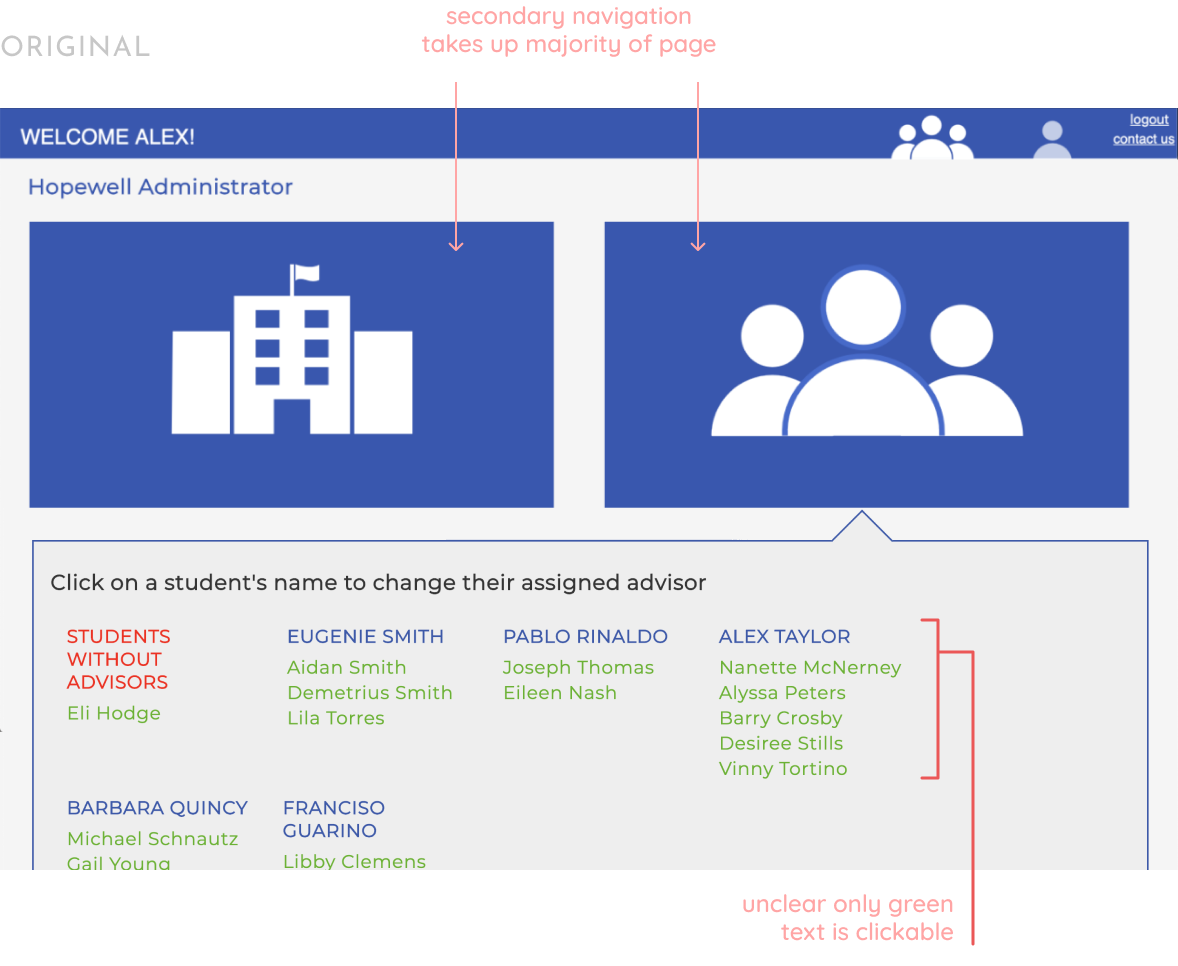 secondary navigation
takes up majority of page
ORIGINAL
WELCOME ALEX!
logout
contact us
Hopewell Administrator
Click on a student's name to change their assigned advisor
STUDENTS
WITHOUT
ADVISORS
Eli Hodge
EUGENIE SMITH
Aidan Smith
Demetrius Smith
Lila Torres
PABLO RINALDO
Joseph Thomas
Eileen Nash
ALEX TAYLOR
Nanette McNerney
Alyssa Peters
Barry Crosby
Desiree Stills
Vinny Tortino
BARBARA QUINCY
Michael Schnautz
Gail Young
FRANCISO
GUARINO
Libby Clemens
unclear only green
text is clickable